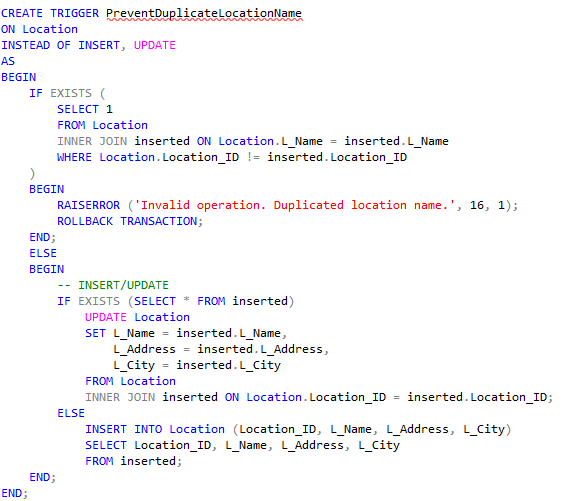 CREATE TRIGGER PreventDuplicateLocationName
ON Location
INSTEAD OF INSERT, UPDATE
AS
BEGIN
    IF EXISTS (
        SELECT 1
        FROM Location
        INNER JOIN inserted ON Location.L_Name = inserted.L_Name
        WHERE Location.Location_ID != inserted.Location_ID
    )
    BEGIN
        RAISERROR ('Invalid operation. Duplicated location name.', 16, 1);
        ROLLBACK TRANSACTION;
    END;
    ELSE
    BEGIN
        -- INSERT/UPDATE
        IF EXISTS (SELECT * FROM inserted)
            UPDATE Location
            SET L_Name = inserted.L_Name,
                L_Address = inserted.L_Address,
                L_City = inserted.L_City
            FROM Location
            INNER JOIN inserted ON Location.Location_ID = inserted.Location_ID;
        ELSE
            INSERT INTO Location (Location_ID, L_Name, L_Address, L_City)
            SELECT Location_ID, L_Name, L_Address, L_City
            FROM inserted;
    END;
END;